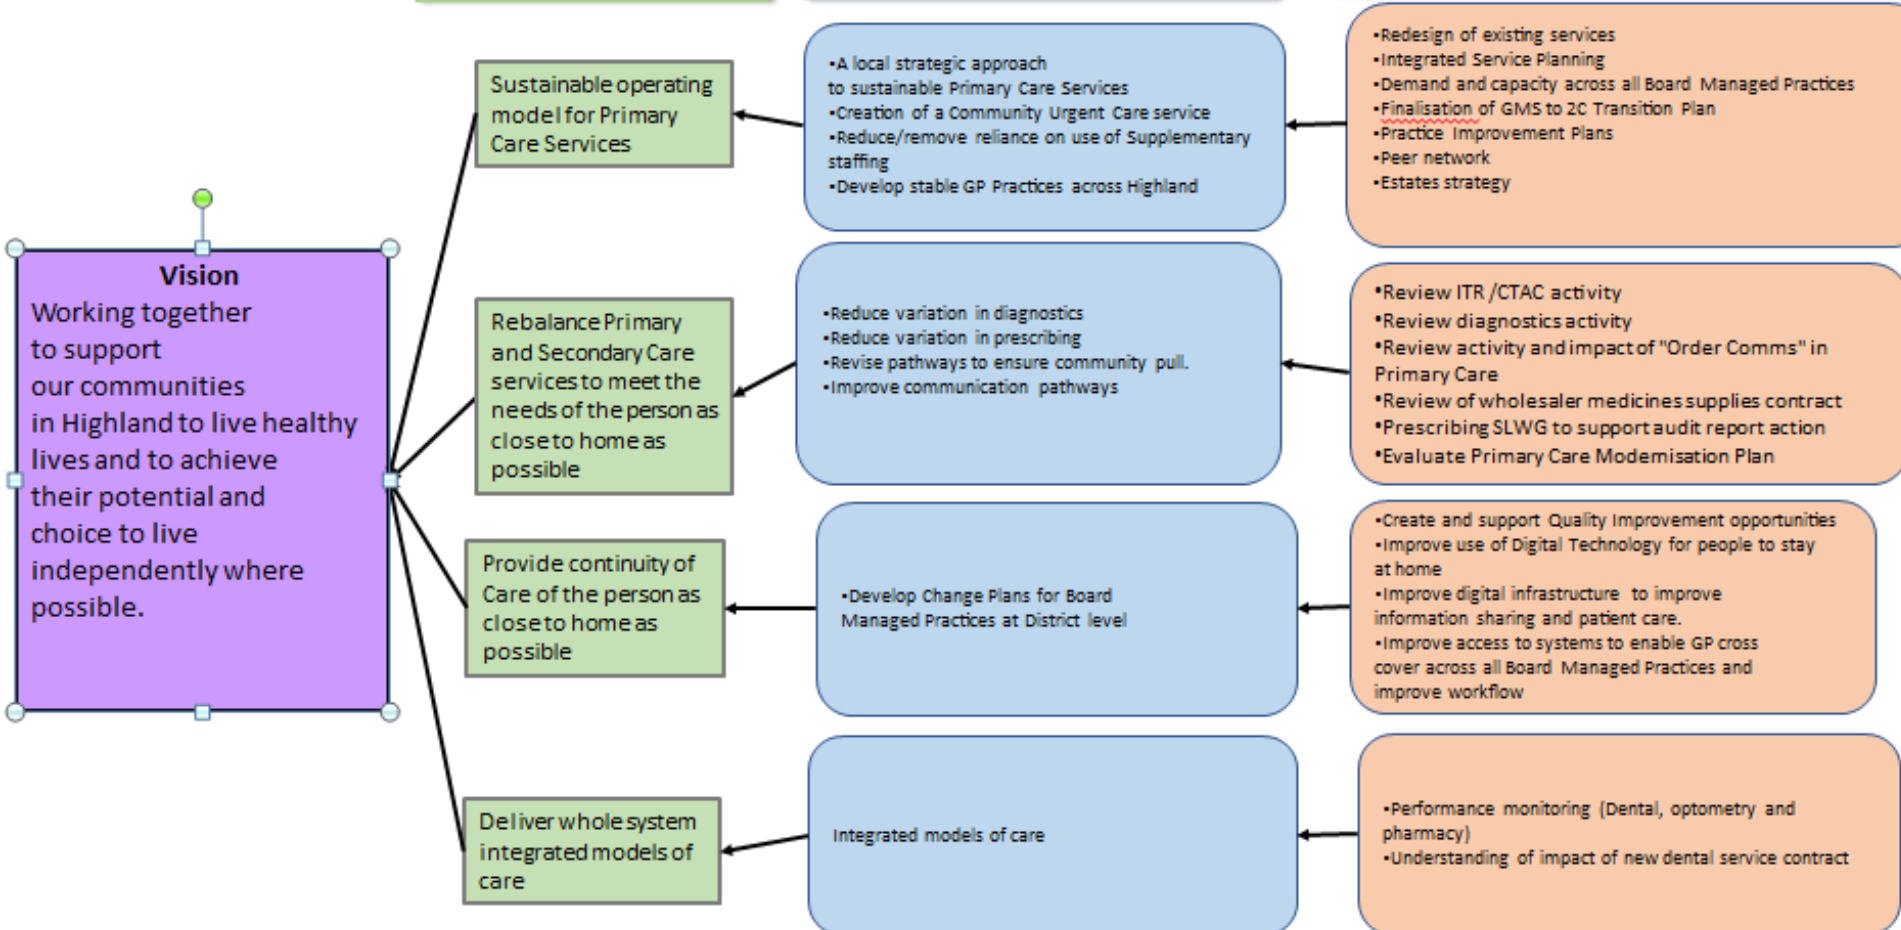 Vision
Working together
to support
our communities
in Highland to live healthy
lives and to achieve
their potential and
choice to live
independently where
possible.
Sustainable operating
model for Primary
Care Services
•A local strategic approach
to sustainable Primary Care Services
•Creation of a Community Urgent Care service
•Reduce/remove reliance on use of Supplementary
staffing
•Develop stable GP Practices across Highland
•Redesign of existing services
•Integrated Service Planning
•Demand and capacity across all Board Managed Practices
•Finalisation of GMS to 2C Transition Plan
•Practice Improvement Plans
•Peer network
•Estates strategy
Rebalance Primary
and Secondary Care
services to meet the
needs of the person as
close to home as
possible
•Reduce variation in diagnostics
•Reduce variation in prescribing
•Revise pathways to ensure community pull.
•Improve communication pathways
•Review ITR /CTAC activity
•Review diagnostics activity
•Review activity and impact of "Order Comms" in
Primary Care
•Review of wholesaler medicines supplies contract
•Prescribing SLWG to support audit report action
•Evaluate Primary Care Modernisation Plan
Provide continuity of
Care of the person as
close to home as
possible
•Develop Change Plans for Board
Managed Practices at District level
•Create and support Quality Improvement opportunities
•Improve use of Digital Technology for people to stay
at home
•Improve digital infrastructure to improve
information sharing and patient care.
•Improve access to systems to enable GP cross
cover across all Board Managed Practices and
improve workflow
Deliver whole system
integrated models of
care
Integrated models of care
•Performance monitoring (Dental, optometry and
pharmacy)
•Understanding of impact of new dental service contract